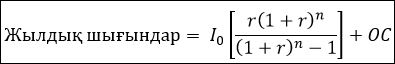 Жылдық шығындар = I₀ [r(1 + r)ⁿ / (1 + r)ⁿ − 1] + OC